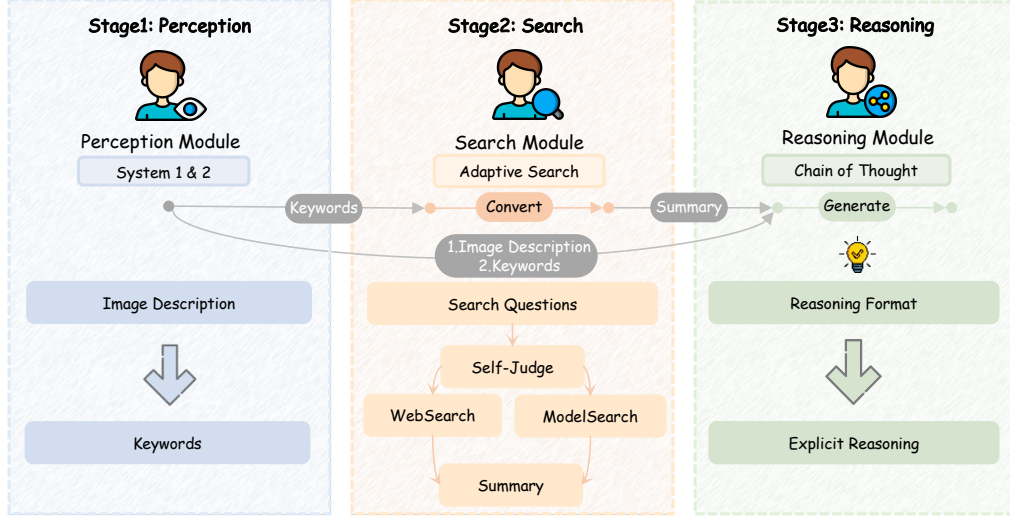 Stage1: Perception
Perception Module
System 1 & 2
Image Description
Keywords
Stage2: Search
Search Module
Adaptive Search
Keywords
Convert
Summary
1.Image Description
2.Keywords
Search Questions
Self-Judge
WebSearch
ModelSearch
Summary
Stage3: Reasoning
Reasoning Module
Chain of Thought
Generate
Reasoning Format
Explicit Reasoning